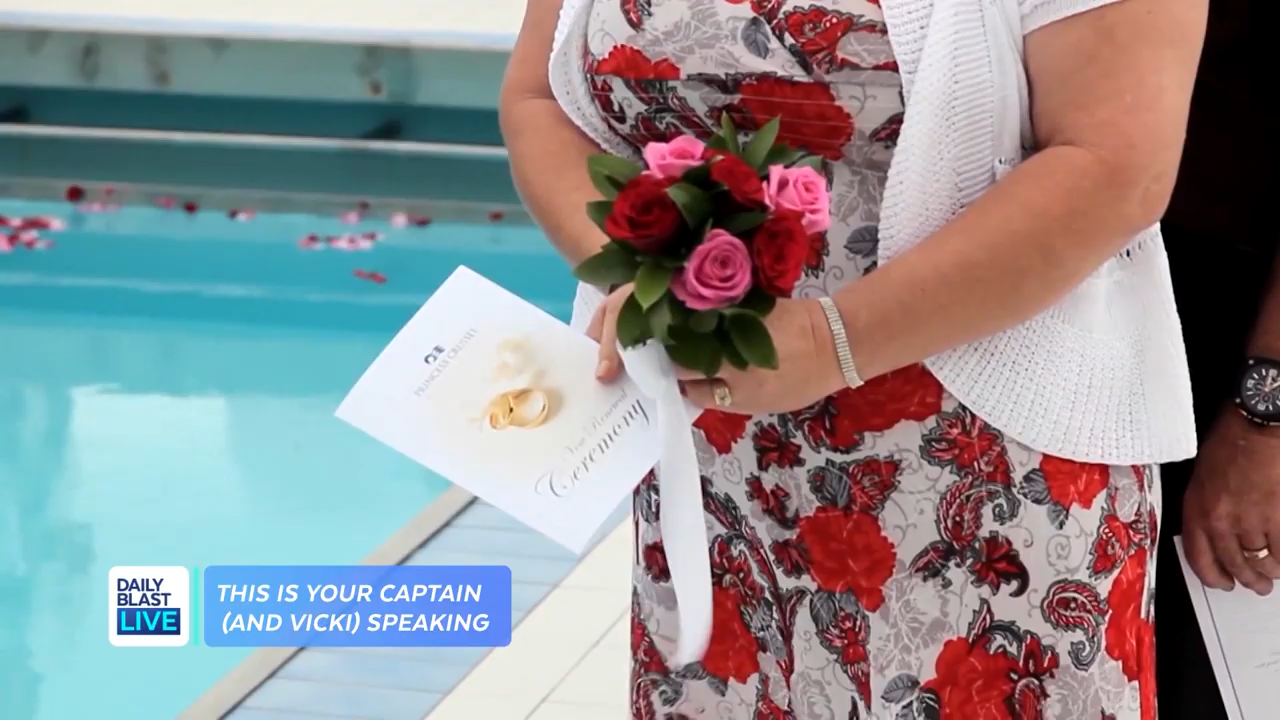 PRINCESS CRUISES
Vow Renewal
Ceremony
DAILY
BLAST
LIVE
THIS IS YOUR CAPTAIN
(AND VICKI) SPEAKING